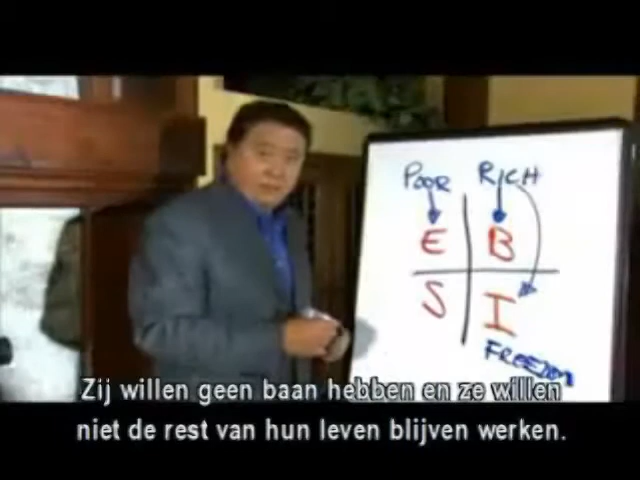 POOR RICH
E B
S I
FREEDOM
Zij willen geen baan hebben en ze willen
niet de rest van hun leven blijven werken.